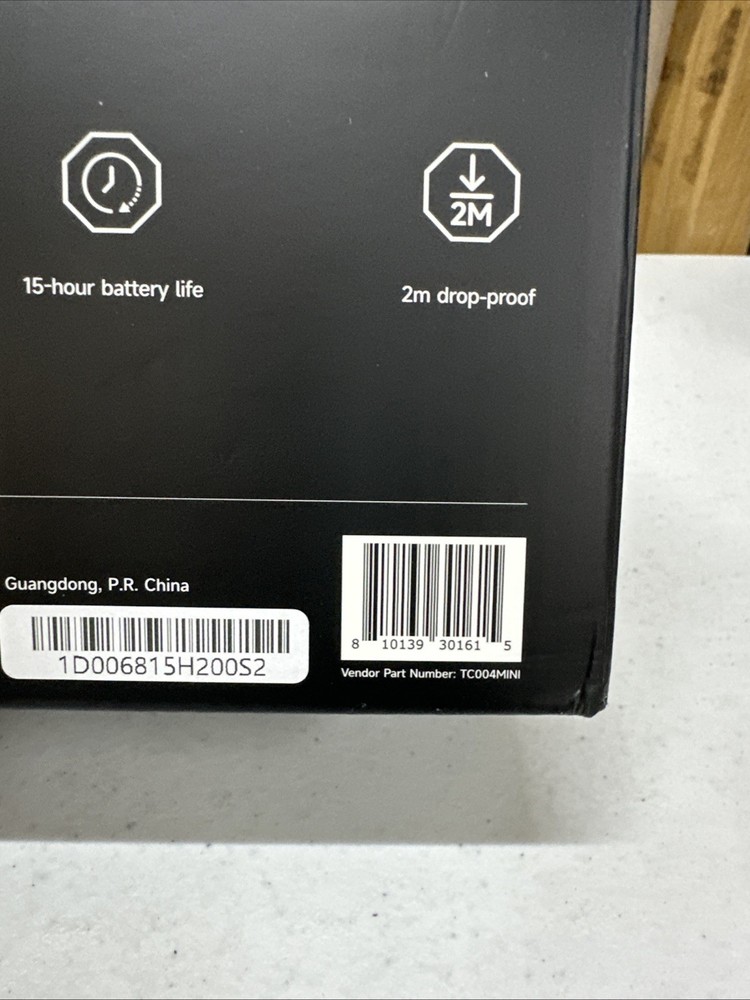 2M
15-hour battery life
2m drop-proof
Guangdong, P.R. China
1D006815H200S2
8 10139 30161 5
Vendor Part Number: TC004MINI